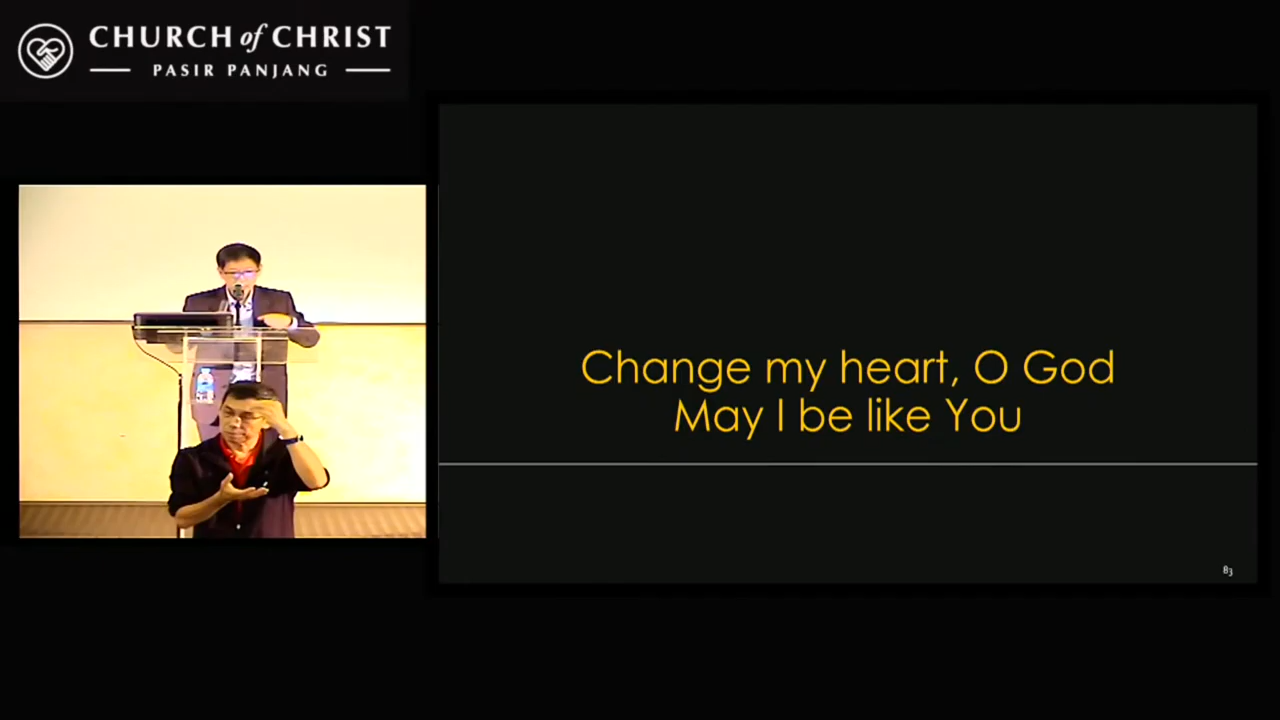 CHURCH of CHRIST
PASIR PANJANG
Change my heart, O God
May I be like You
83